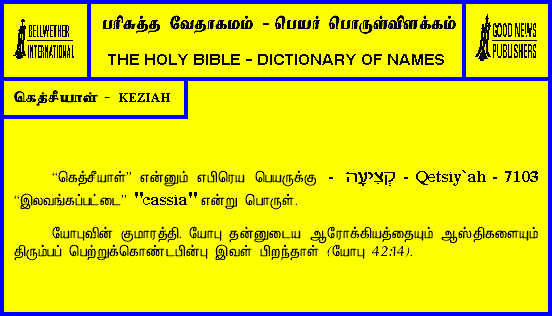 BELLWETHER
INTERNATIONAL
பரிசுத்த வேதாகமம் - பெயர் பொருள்விளக்கம்
THE HOLY BIBLE - DICTIONARY OF NAMES
GOOD NEWS
PUBLISHERS
கெத்சீயாள் - KEZIAH
“கெத்சீயாள்” என்னும் எபிரெய பெயருக்கு - קְצִיעָה - Qetsiy`ah - 7103
“இலவங்கப்பட்டை” "cassia" என்று பொருள்.
யோபுவின் குமாரத்தி. யோபு தன்னுடைய ஆரோக்கியத்தையும் ஆஸ்திகளையும்
திரும்பப் பெற்றுக்கொண்டபின்பு இவள் பிறந்தாள் (யோபு 42:14).